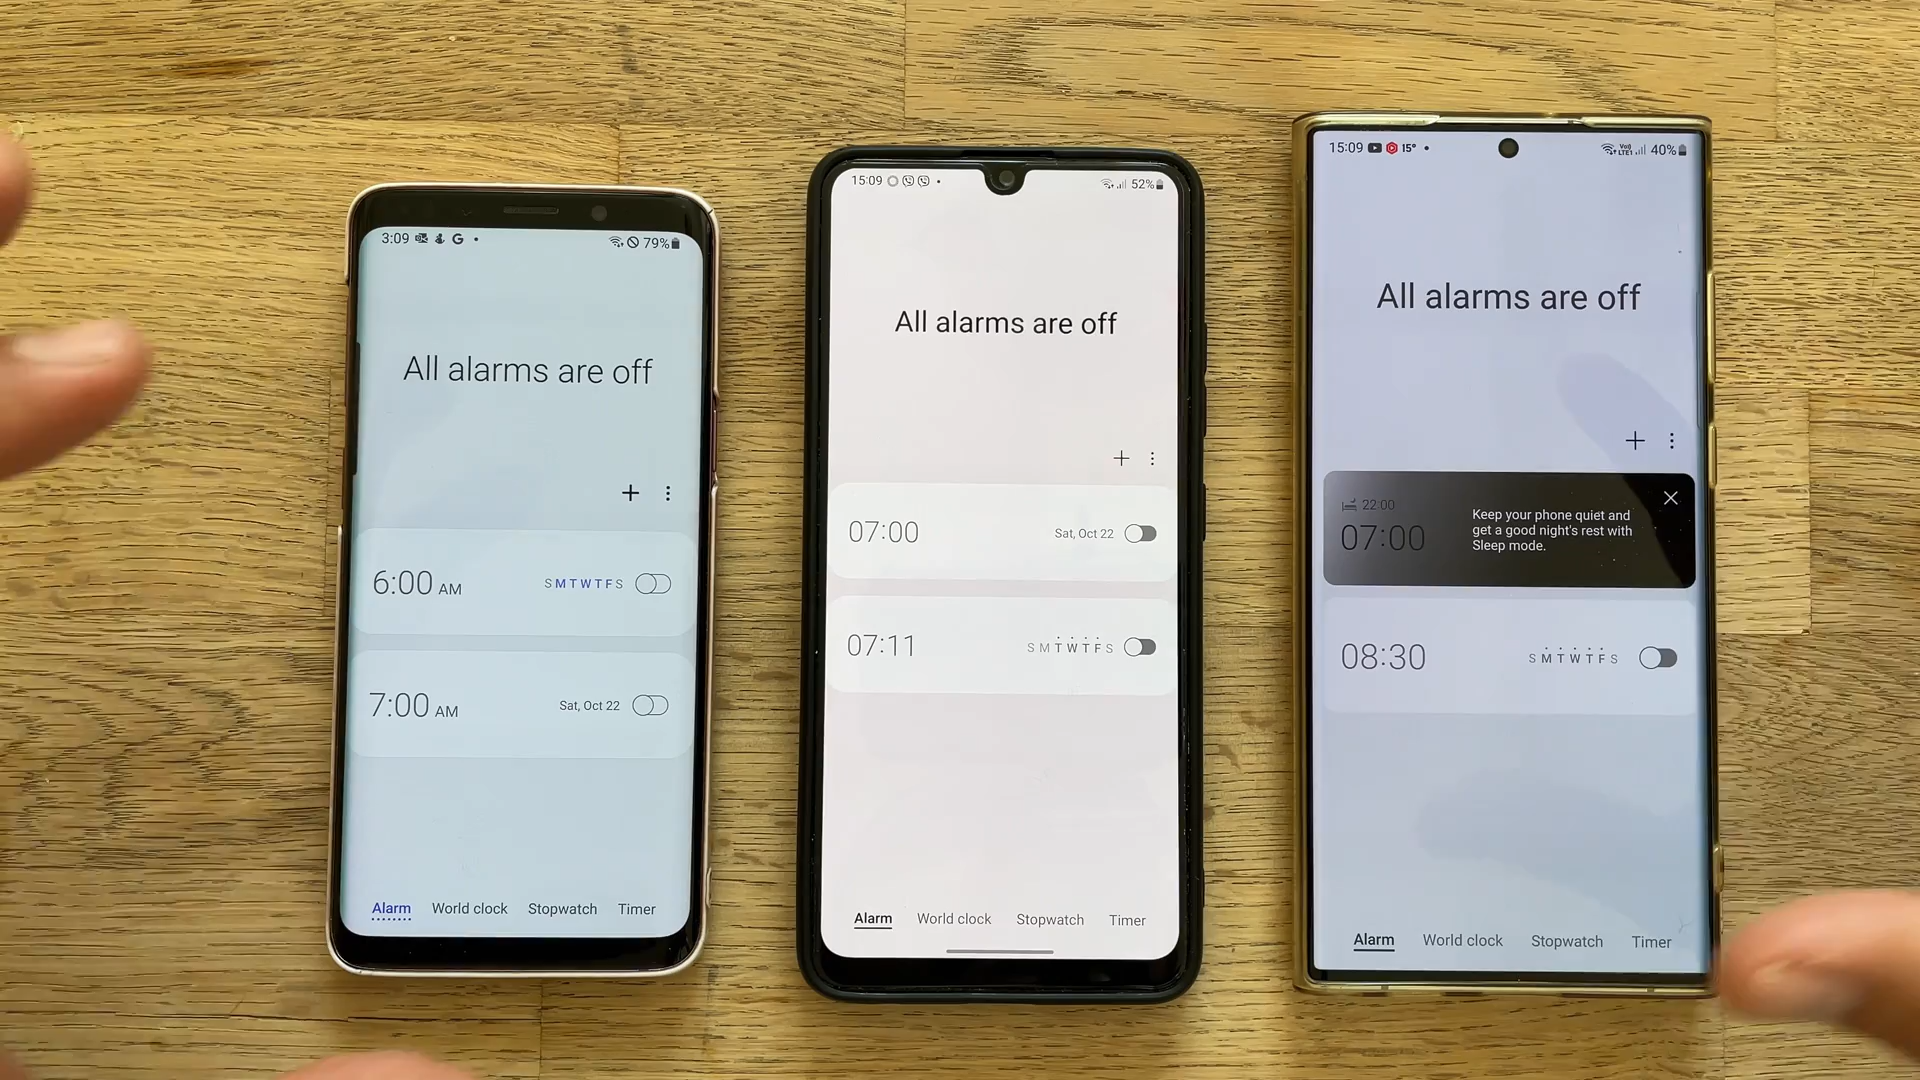 3:09 G 79%
All alarms are off
+
6:00 AM SMTWTFS
7:00 AM Sat, Oct 22
Alarm World clock Stopwatch Timer
15:09 52%
All alarms are off
+
07:00 Sat, Oct 22
07:11 SMTWTFS
Alarm World clock Stopwatch Timer
15:09 15° Vo) LTE1 40%
All alarms are off
+
22:00
07:00
Keep your phone quiet and
get a good night's rest with
Sleep mode.
08:30 SMTWTFS
Alarm World clock Stopwatch Timer